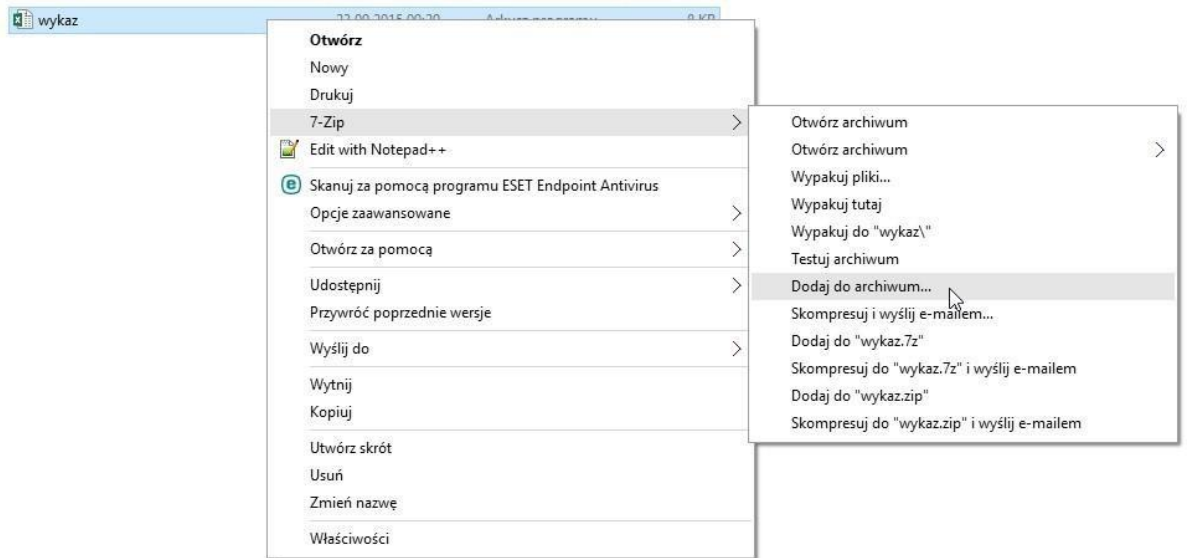 wykaz
Otwórz
Nowy
Drukuj
7-Zip
Edit with Notepad++
Skanuj za pomocą programu ESET Endpoint Antivirus
Opcje zaawansowane
Otwórz za pomocą
Udostępnij
Przywróć poprzednie wersje
Wyślij do
Wytnij
Kopiuj
Utwórz skrót
Usuń
Zmień nazwę
Właściwości
Otwórz archiwum
Otwórz archiwum
Wypakuj pliki...
Wypakuj tutaj
Wypakuj do "wykaz\"
Testuj archiwum
Dodaj do archiwum...
Skompresuj i wyślij e-mailem...
Dodaj do "wykaz.7z"
Skompresuj do "wykaz.7z" i wyślij e-mailem
Dodaj do "wykaz.zip"
Skompresuj do "wykaz.zip" i wyślij e-mailem